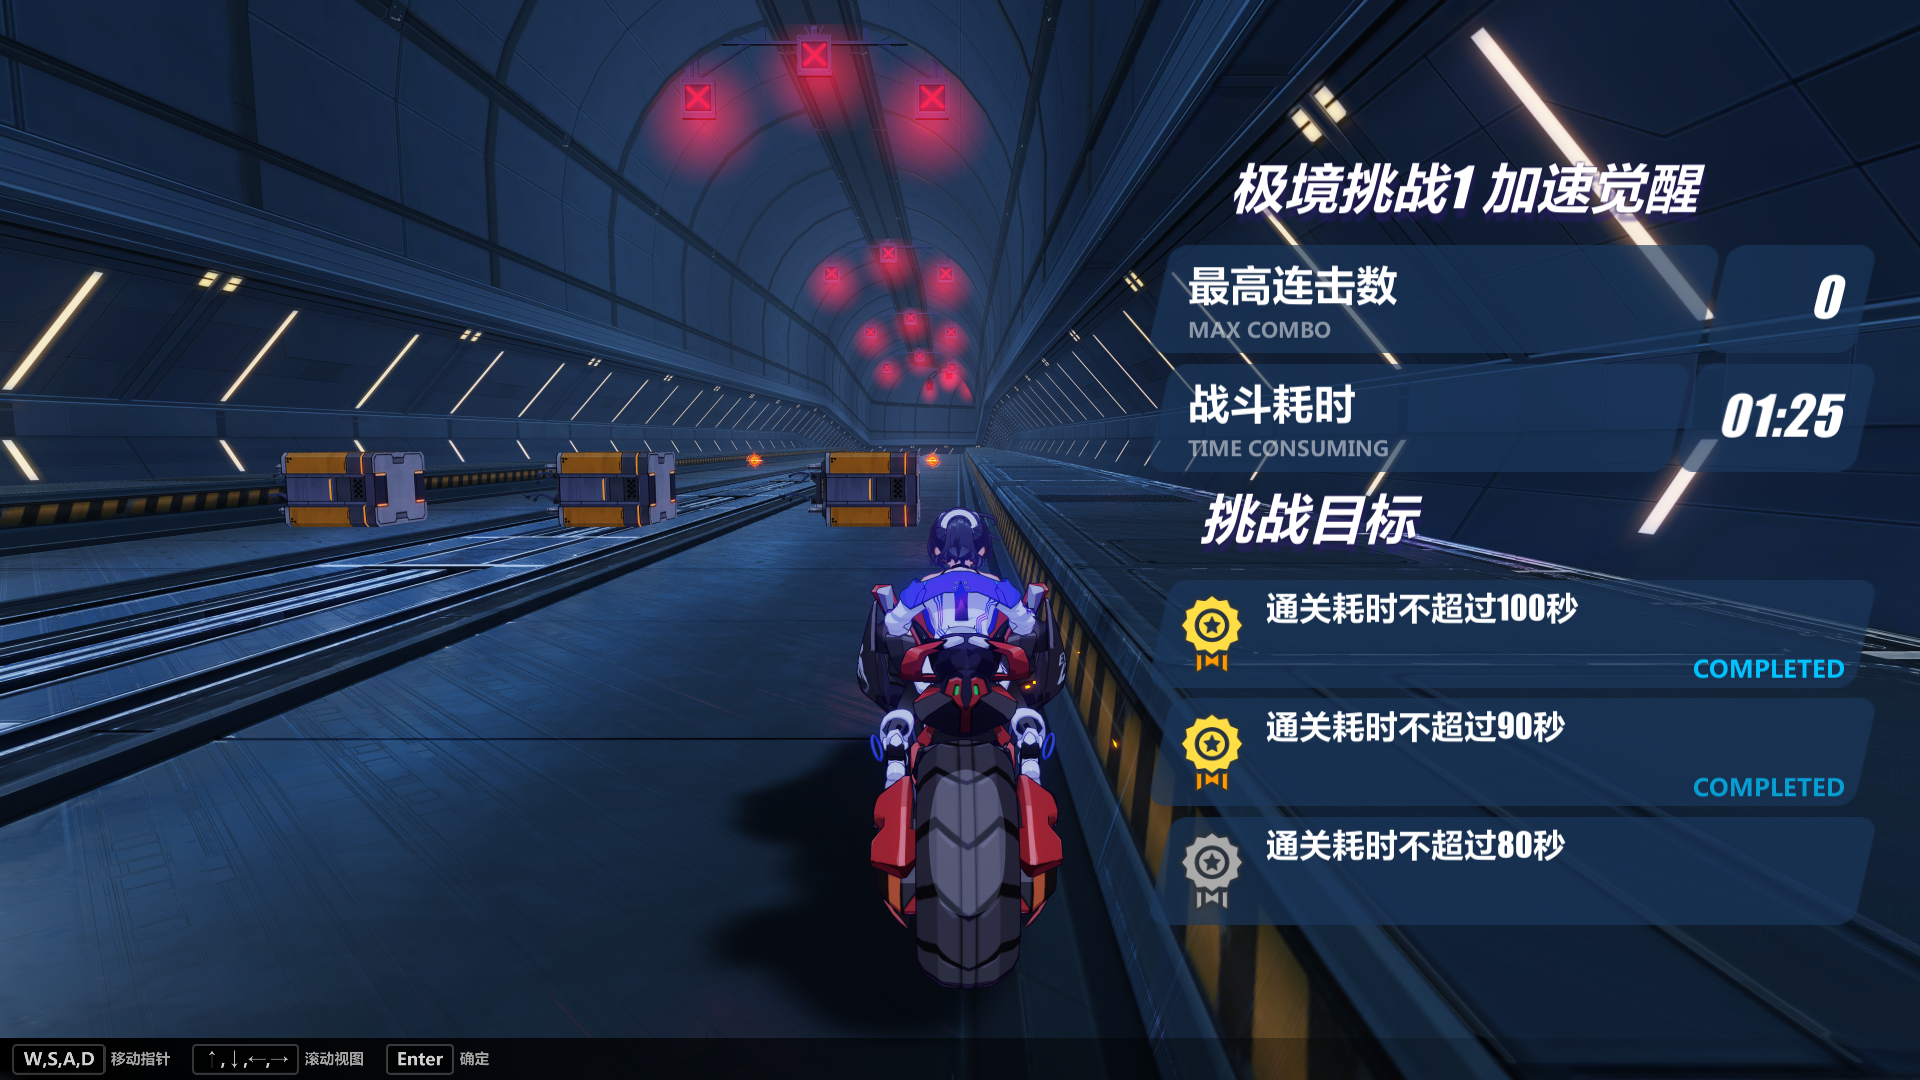 极境挑战1 加速觉醒
最高连击数
MAX COMBO
0
战斗耗时
TIME CONSUMING
01:25
挑战目标
通关耗时不超过100秒
COMPLETED
通关耗时不超过90秒
COMPLETED
通关耗时不超过80秒
W,S,A,D 移动指针 ↑,↓,←,→ 滚动视图 Enter 确定